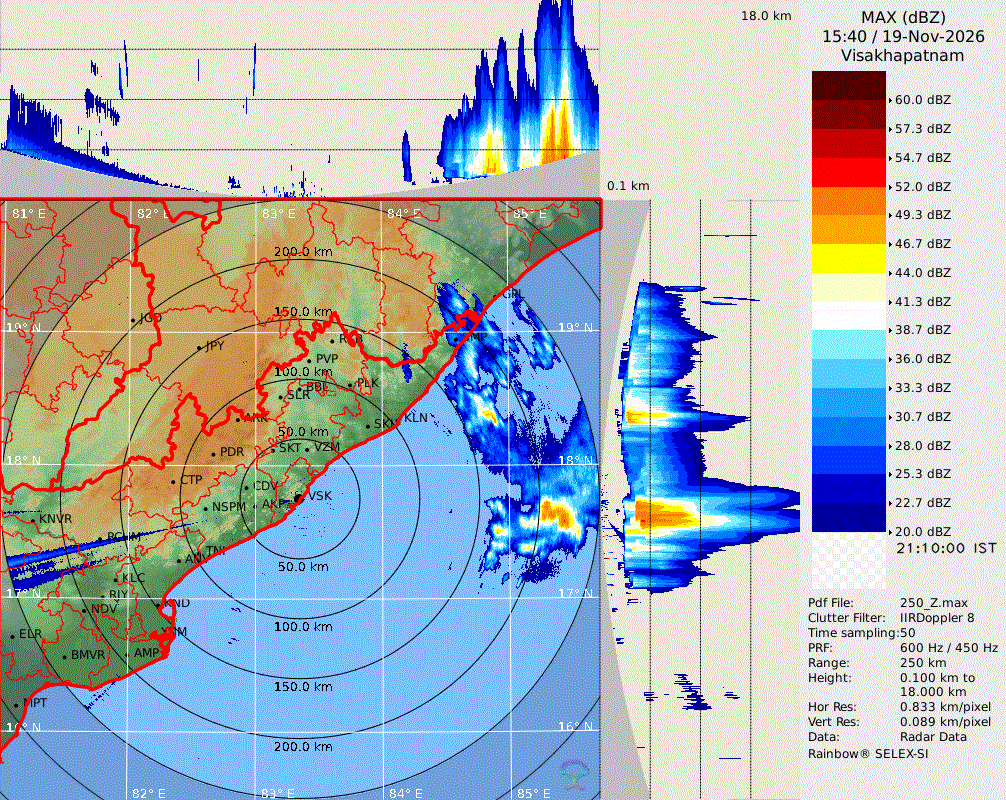 18.0 km
0.1 km
MAX (dBZ)
15:40 / 19-Nov-2026
Visakhapatnam
60.0 dBZ
57.3 dBZ
54.7 dBZ
52.0 dBZ
49.3 dBZ
46.7 dBZ
44.0 dBZ
41.3 dBZ
38.7 dBZ
36.0 dBZ
33.3 dBZ
30.7 dBZ
28.0 dBZ
25.3 dBZ
22.7 dBZ
20.0 dBZ
21:10:00 IST
Pdf File: 250_Z.max
Clutter Filter: IIRDoppler 8
Time sampling:50
PRF: 600 Hz / 450 Hz
Range: 250 km
Height: 0.100 km to
18.000 km
Hor Res: 0.833 km/pixel
Vert Res: 0.089 km/pixel
Data: Radar Data
Rainbow® SELEX-SI
81° E
82° E
83° E
84° E
85° E
200.0 km
150.0 km
100.0 km
50.0 km
19° N
18° N
17° N
JPY
PVP
PLK
SLR
KLN
PDR
SKT
VZM
CTP
CDV
NSPM
AKP
VSK
KNVR
TNI
KLC
RJY
NDV
KND
ELR
BMVR
AMP
50.0 km
100.0 km
150.0 km
200.0 km
16° N
82° E
83° E
84° E
85° E